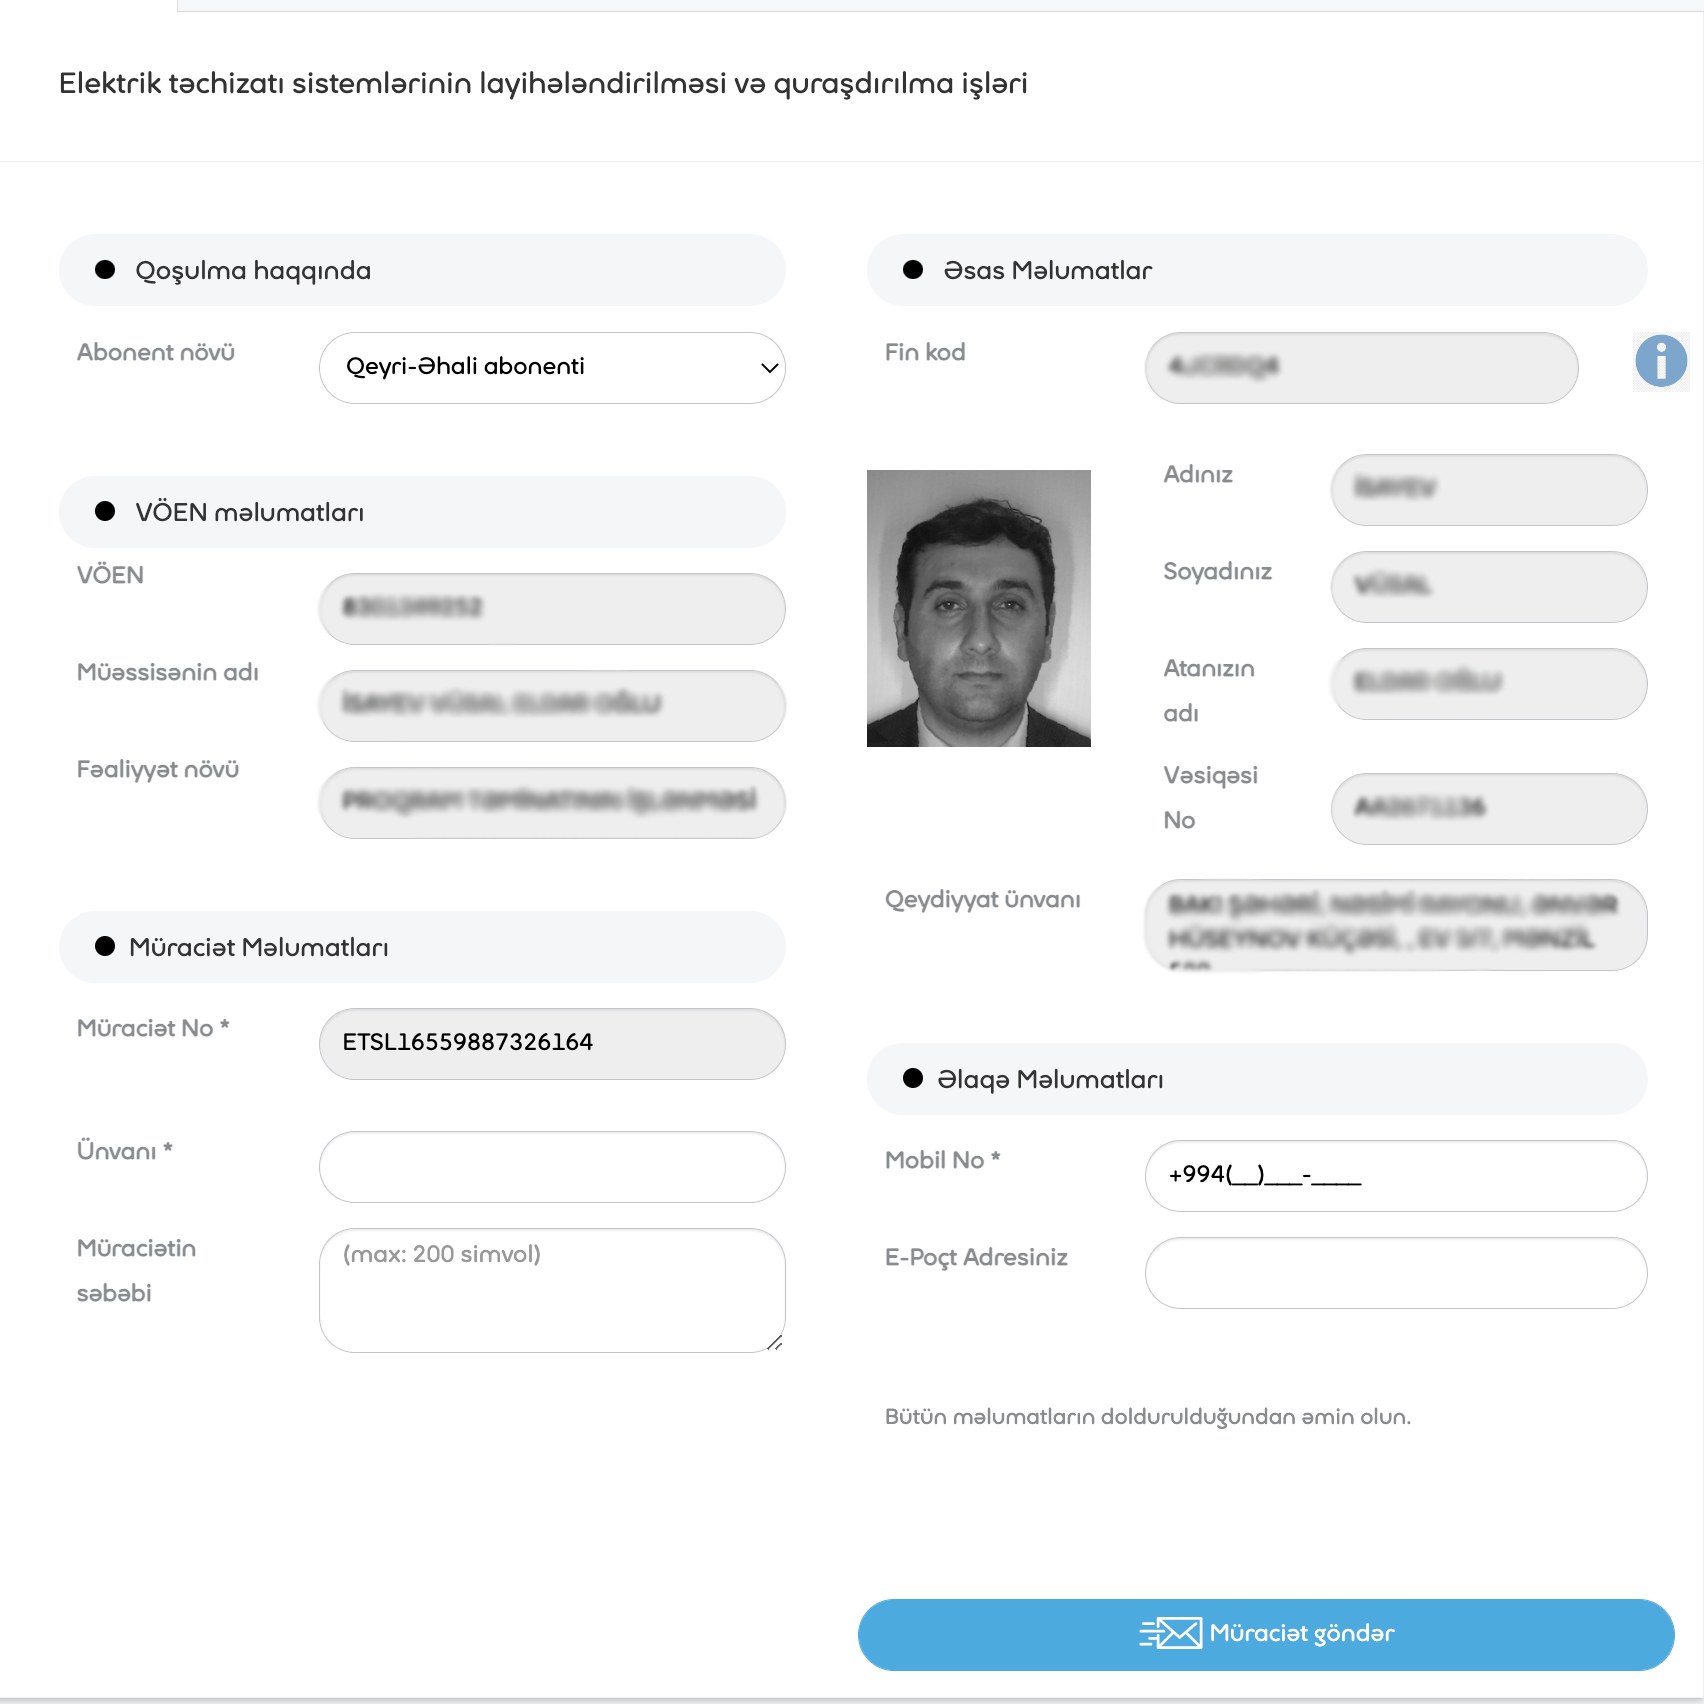 Elektrik təchizatı sistemlərinin layihələndirilməsi və quraşdırılma işləri
Qoşulma haqqında
Abonent növü
Qeyri-Əhali abonenti
VÖEN məlumatları
VÖEN
Müəssisənin adı
Fəaliyyət növü
Müraciət Məlumatları
Müraciət No *
ETSL16559887326164
Ünvanı *
Müraciətin
səbəbi
(max: 200 simvol)
Əsas Məlumatlar
Fin kod
Adınız
Soyadınız
Atanızın
adı
Vəsiqəsi
No
Qeydiyyat ünvanı
Əlaqə Məlumatları
Mobil No *
+994(__)___-____
E-Poçt Adresiniz
Bütün məlumatların doldurulduğundan əmin olun.
Müraciət göndər